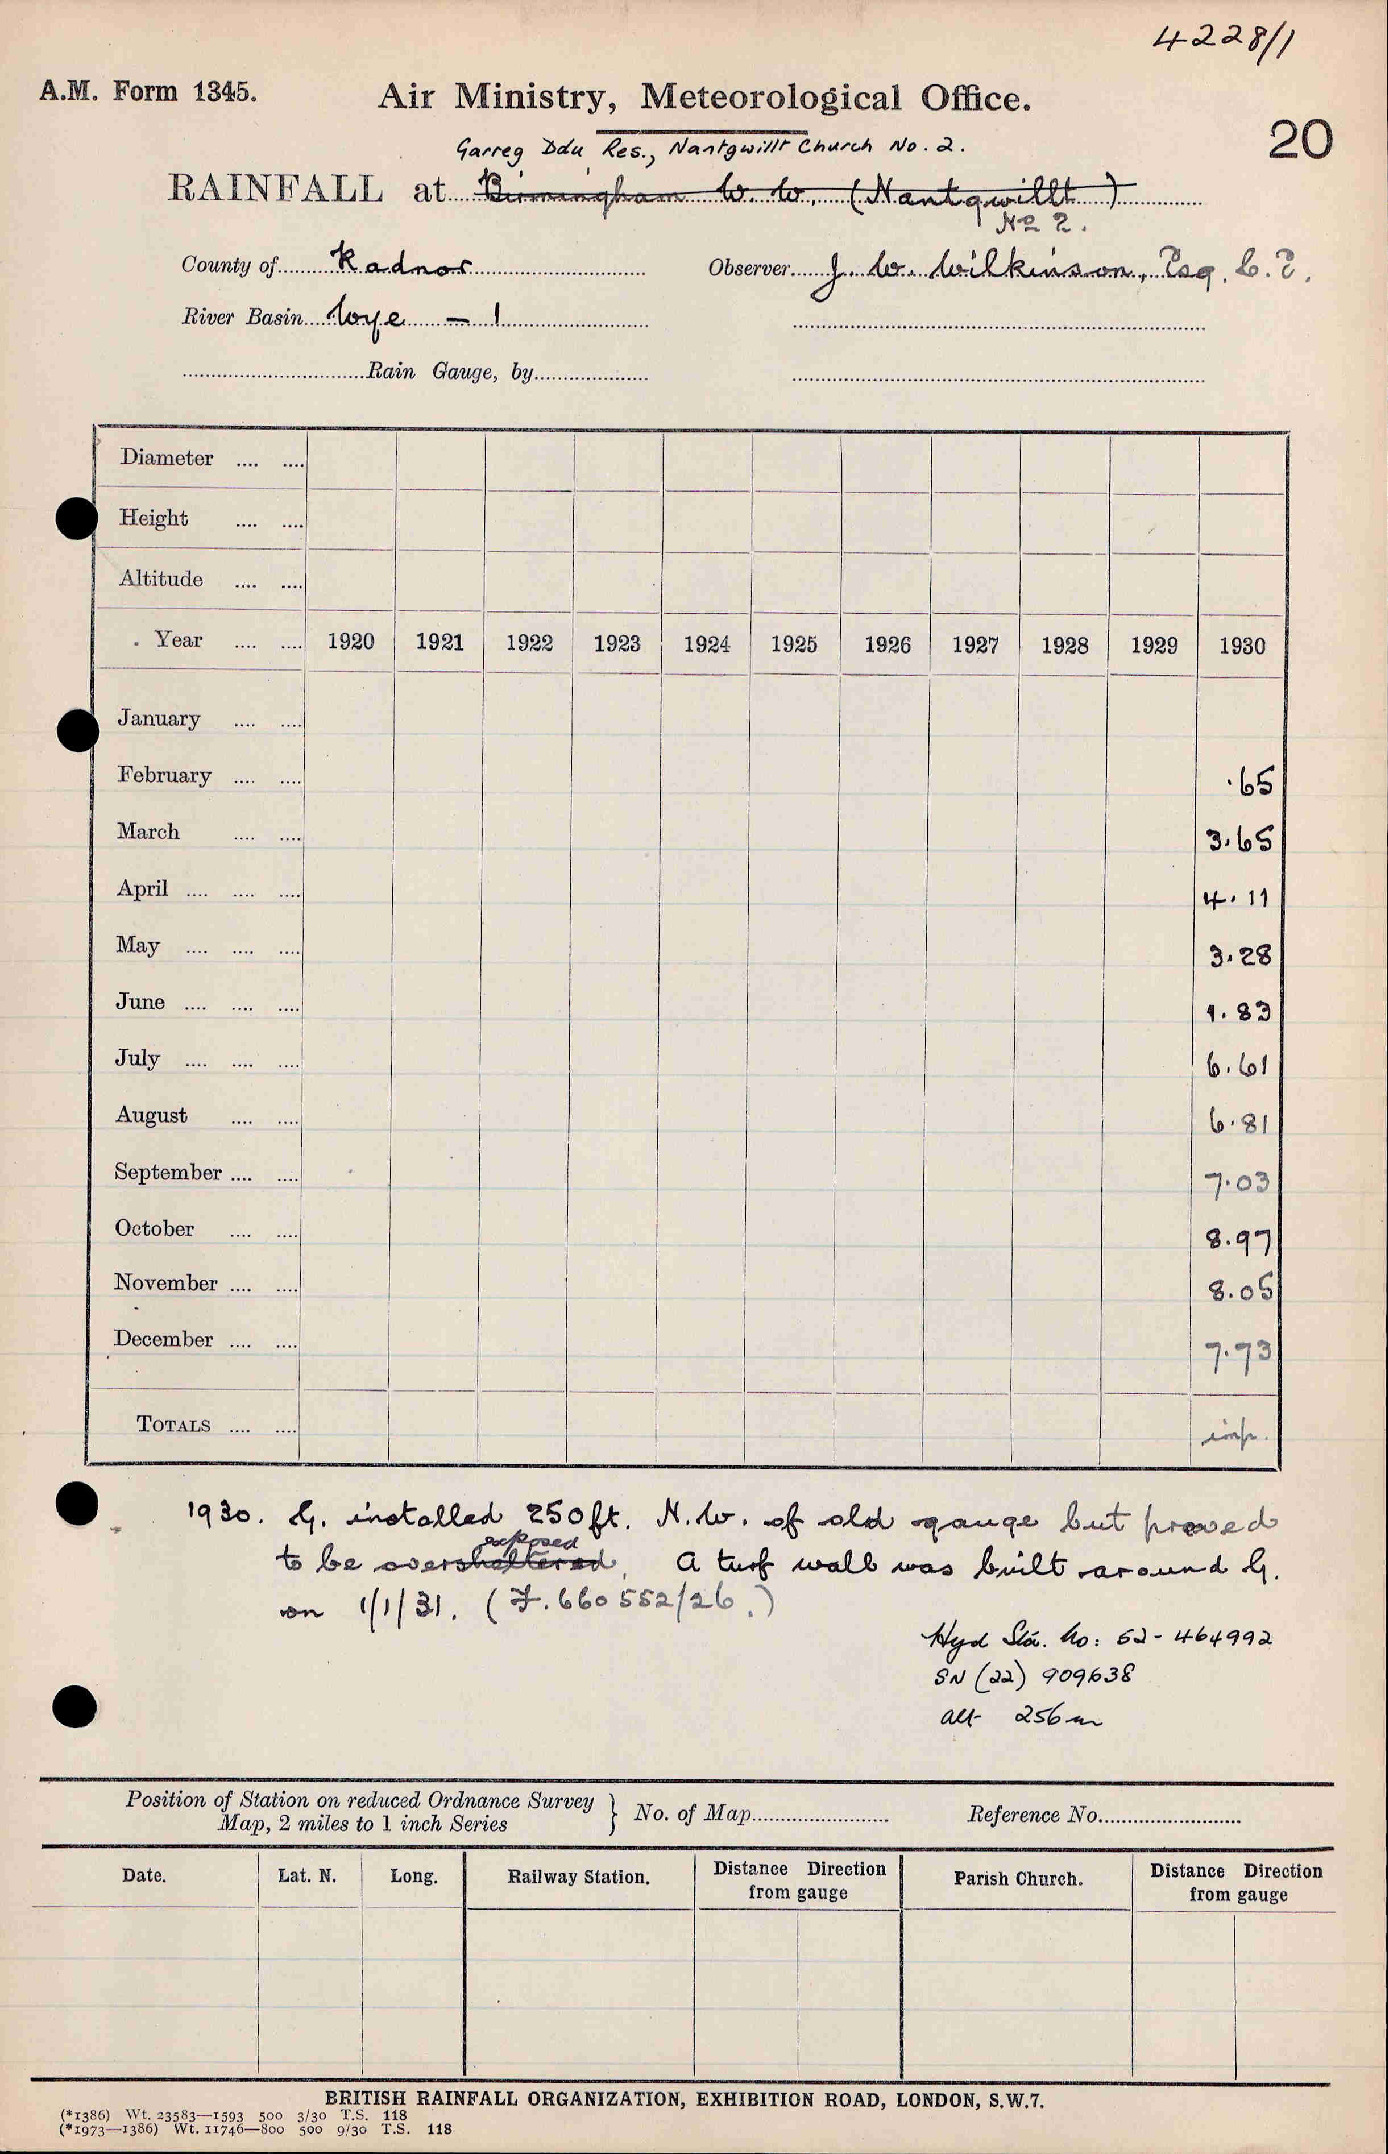 4228/1
A.M. Form 1345.
Air Ministry, Meteorological Office.
20
Garreg Ddu Res., Nantgwillt Church No. 2.
RAINFALL at Birmingham W. W. (Nantgwillt)
No 2.
County of Radnor Observer J. W. Wilkinson, Esq. C.E.
River Basin Wye - 1
Rain Gauge, by
Diameter .... ....
Height .... ....
Altitude .... ....
Year .... .... 1920 1921 1922 1923 1924 1925 1926 1927 1928 1929 1930
January .... ....
February .... .... .65
March .... .... 3.65
April .... .... .... 4.11
May .... .... .... 3.28
June .... .... .... 1.83
July .... .... .... 6.61
August .... .... 6.81
September .... .... 7.03
October .... .... 8.97
November .... .... 8.05
December .... .... 7.73
TOTALS .... .... inp.
1930. G. installed 250ft. N.W. of old gauge but proved
exposed
to be oversheltered. A turf wall was built around G.
on 1/1/31. (F. 660552/26.)
Hyd Sta. No: 52-464992
SN (22) 909638
alt 256m
Position of Station on reduced Ordnance Survey
Map, 2 miles to 1 inch Series } No. of Map Reference No.
Date. Lat. N. Long. Railway Station. Distance Direction Parish Church. Distance Direction
from gauge from gauge
BRITISH RAINFALL ORGANIZATION, EXHIBITION ROAD, LONDON, S.W.7.
(*1386) Wt. 23583—1593 500 3/30 T.S. 118
(*1973—1386) Wt. 11746—800 500 9/30 T.S. 118